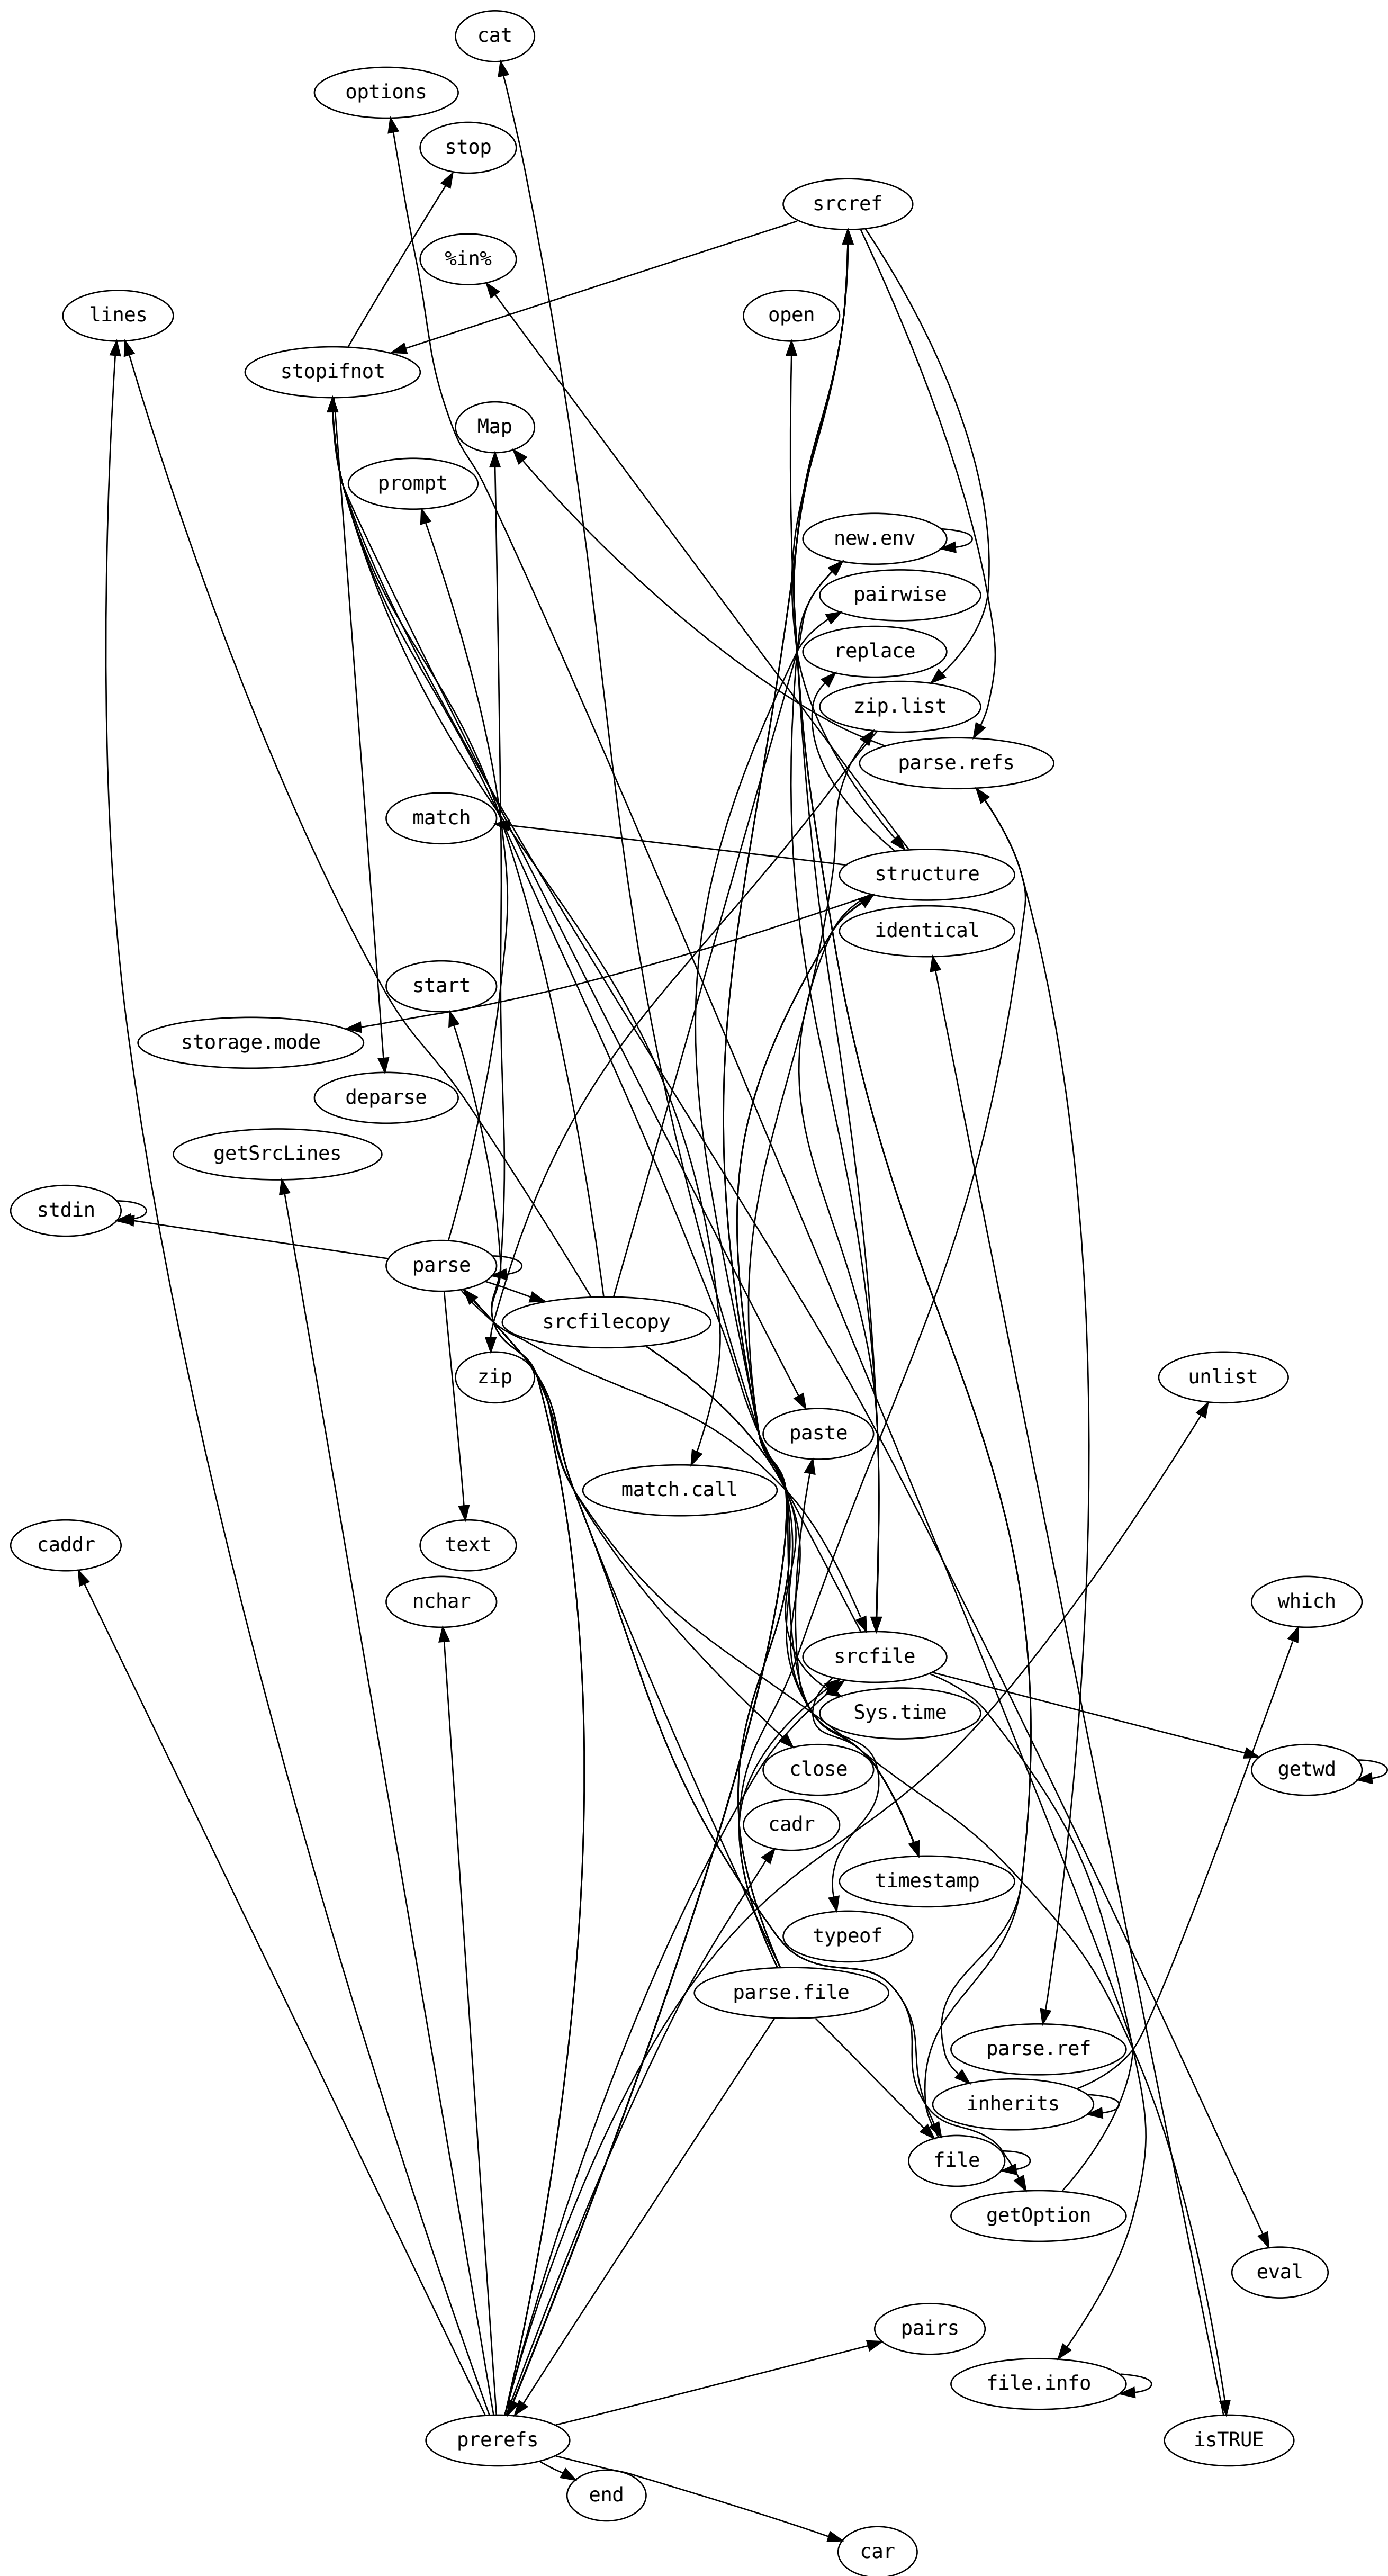 cat
options
stop
srcref
%in%
lines
open
stopifnot
Map
prompt
new.env
pairwise
replace
zip.list
parse.refs
match
structure
identical
start
storage.mode
deparse
getSrcLines
stdin
parse
srcfilecopy
zip
unlist
paste
match.call
caddr
text
nchar
which
srcfile
Sys.time
close
getwd
cadr
timestamp
typeof
parse.file
parse.ref
inherits
file
getOption
eval
pairs
file.info
prerefs
isTRUE
end
car